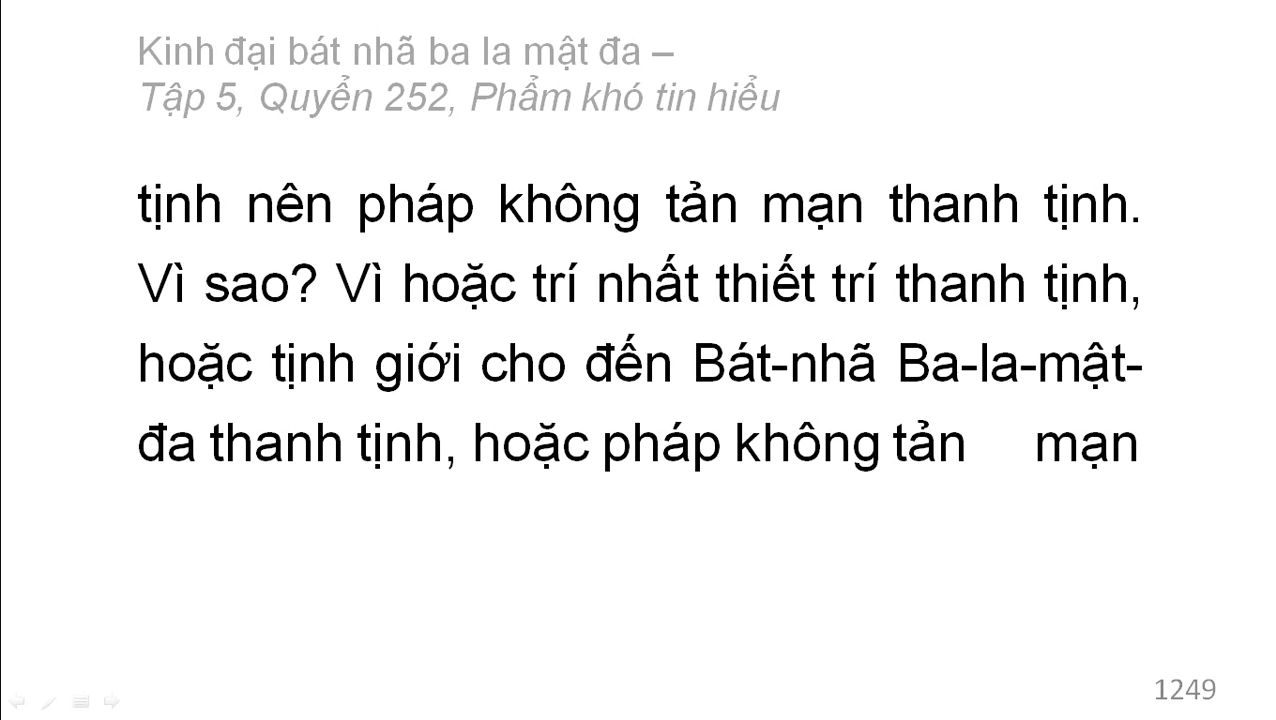 Kinh đại bát nhã ba la mật đa –
Tập 5, Quyển 252, Phẩm khó tin hiểu
tịnh nên pháp không tản mạn thanh tịnh.
Vì sao? Vì hoặc trí nhất thiết trí thanh tịnh,
hoặc tịnh giới cho đến Bát-nhã Ba-la-mật-
đa thanh tịnh, hoặc pháp không tản mạn
1249